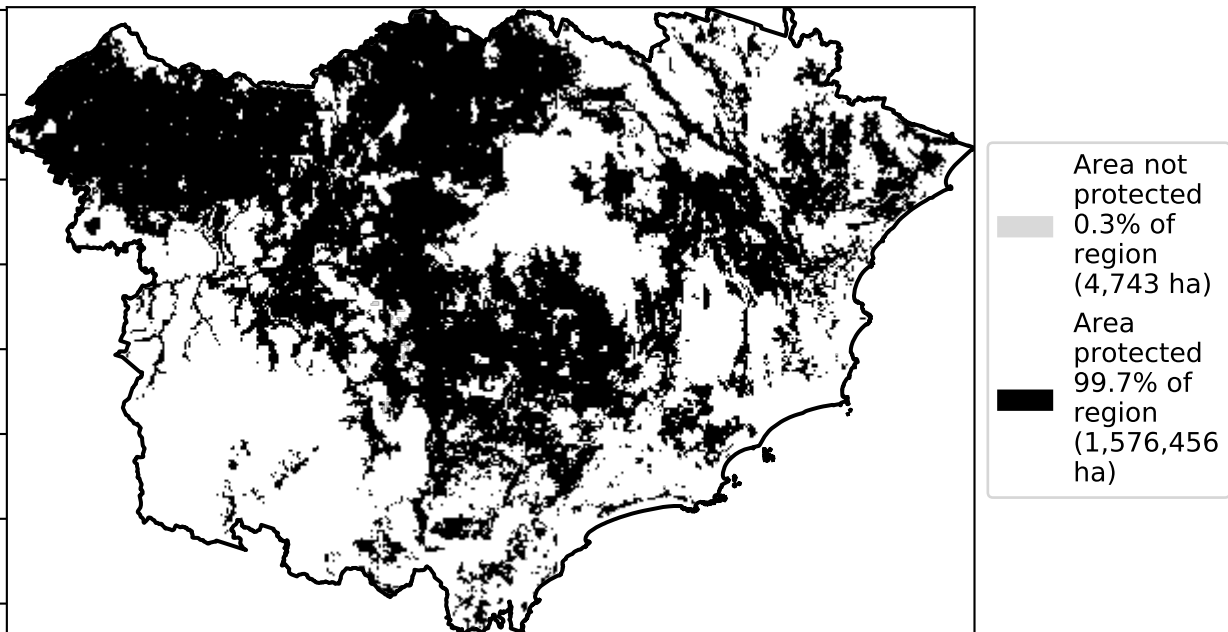 Area not
protected
0.3% of
region
(4,743 ha)
Area
protected
99.7% of
region
(1,576,456
ha)